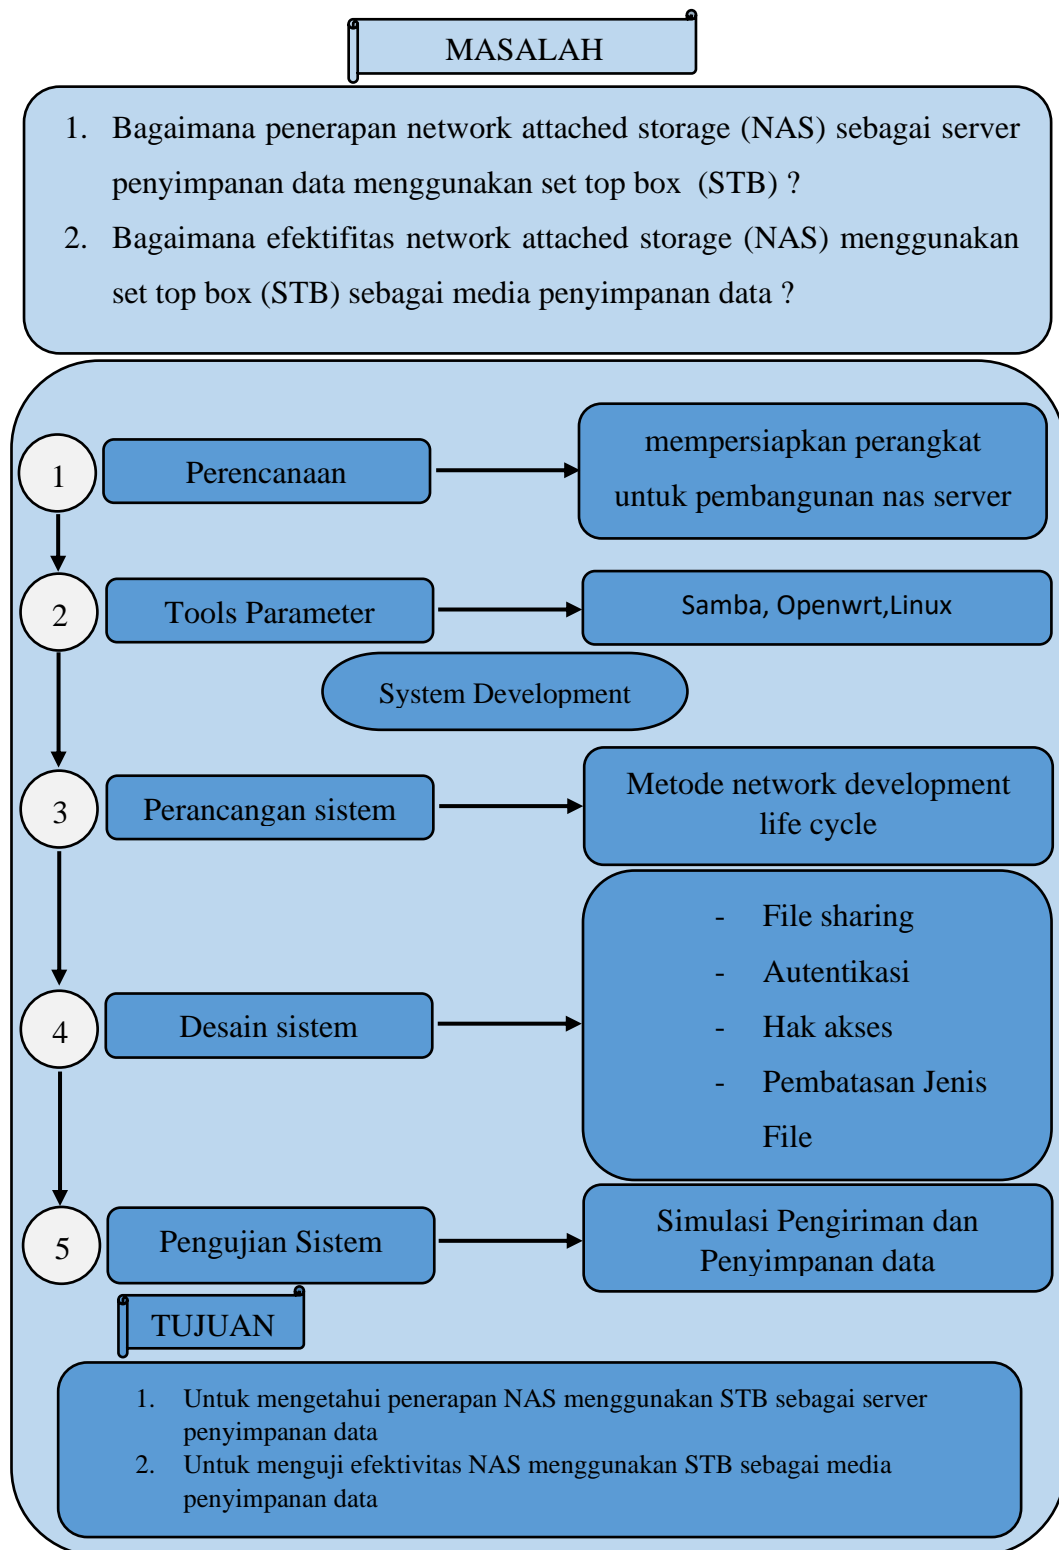 MASALAH
1. Bagaimana penerapan network attached storage (NAS) sebagai server
penyimpanan data menggunakan set top box (STB) ?
2. Bagaimana efektifitas network attached storage (NAS) menggunakan
set top box (STB) sebagai media penyimpanan data ?
1
Perencanaan
mempersiapkan perangkat
untuk pembangunan nas server
2
Tools Parameter
Samba, Openwrt,Linux
System Development
3
Perancangan sistem
Metode network development
life cycle
4
Desain sistem
- File sharing
- Autentikasi
- Hak akses
- Pembatasan Jenis
File
5
Pengujian Sistem
Simulasi Pengiriman dan
Penyimpanan data
TUJUAN
1. Untuk mengetahui penerapan NAS menggunakan STB sebagai server
penyimpanan data
2. Untuk menguji efektivitas NAS menggunakan STB sebagai media
penyimpanan data